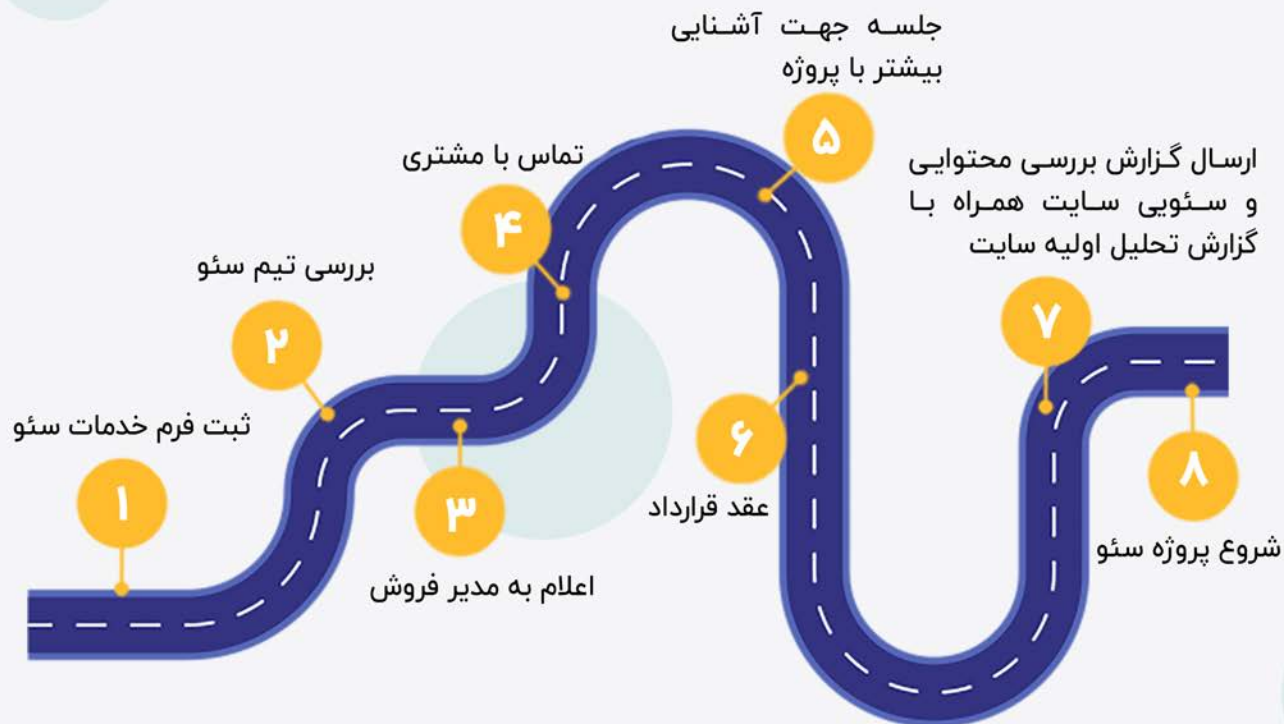 ۱
ثبت فرم خدمات سئو
۲
بررسی تیم سئو
۳
اعلام به مدیر فروش
۴
تماس با مشتری
۵
جلسه جهت آشنایی
بیشتر با پروژه
۶
عقد قرارداد
۷
ارسال گزارش بررسی محتوایی
و سئویی سایت همراه با
گزارش تحلیل اولیه سایت
۸
شروع پروژه سئو